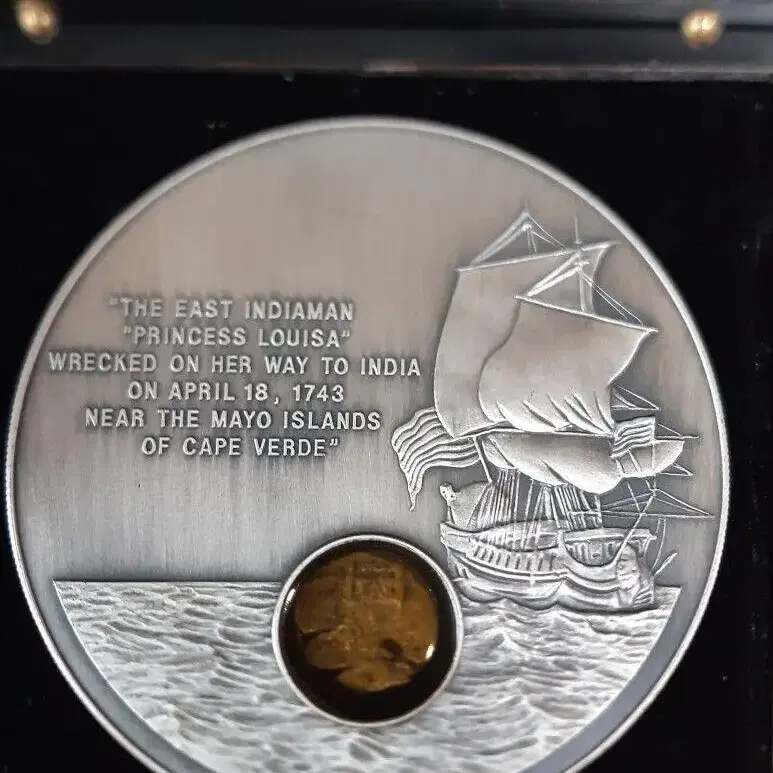 "THE EAST INDIAMAN
"PRINCESS LOUISA"
WRECKED ON HER WAY TO INDIA
ON APRIL 18, 1743
NEAR THE MAYO ISLANDS
OF CAPE VERDE"